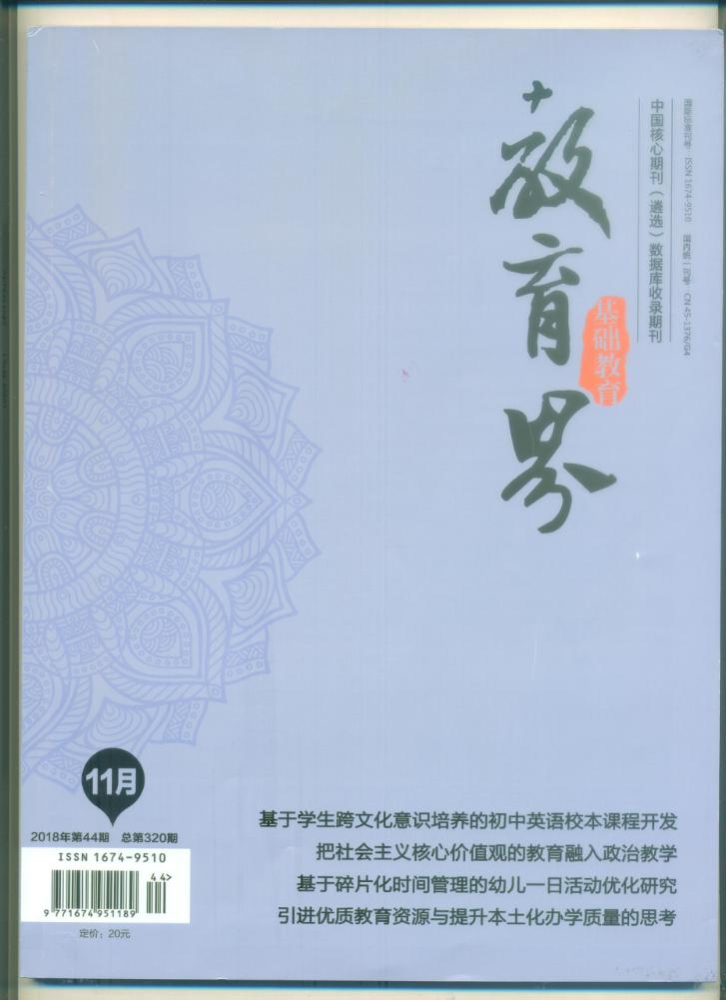 国际标准刊号：ISSN 1674-9510 国内统一刊号：CN 45-1376/G4
中国核心期刊（遴选）数据库收录期刊
教育界
基础教育
11月
2018年第44期 总第320期
ISSN 1674-9510
44>
9 771674 951189
定价：20元
基于学生跨文化意识培养的初中英语校本课程开发
把社会主义核心价值观的教育融入政治教学
基于碎片化时间管理的幼儿一日活动优化研究
引进优质教育资源与提升本土化办学质量的思考